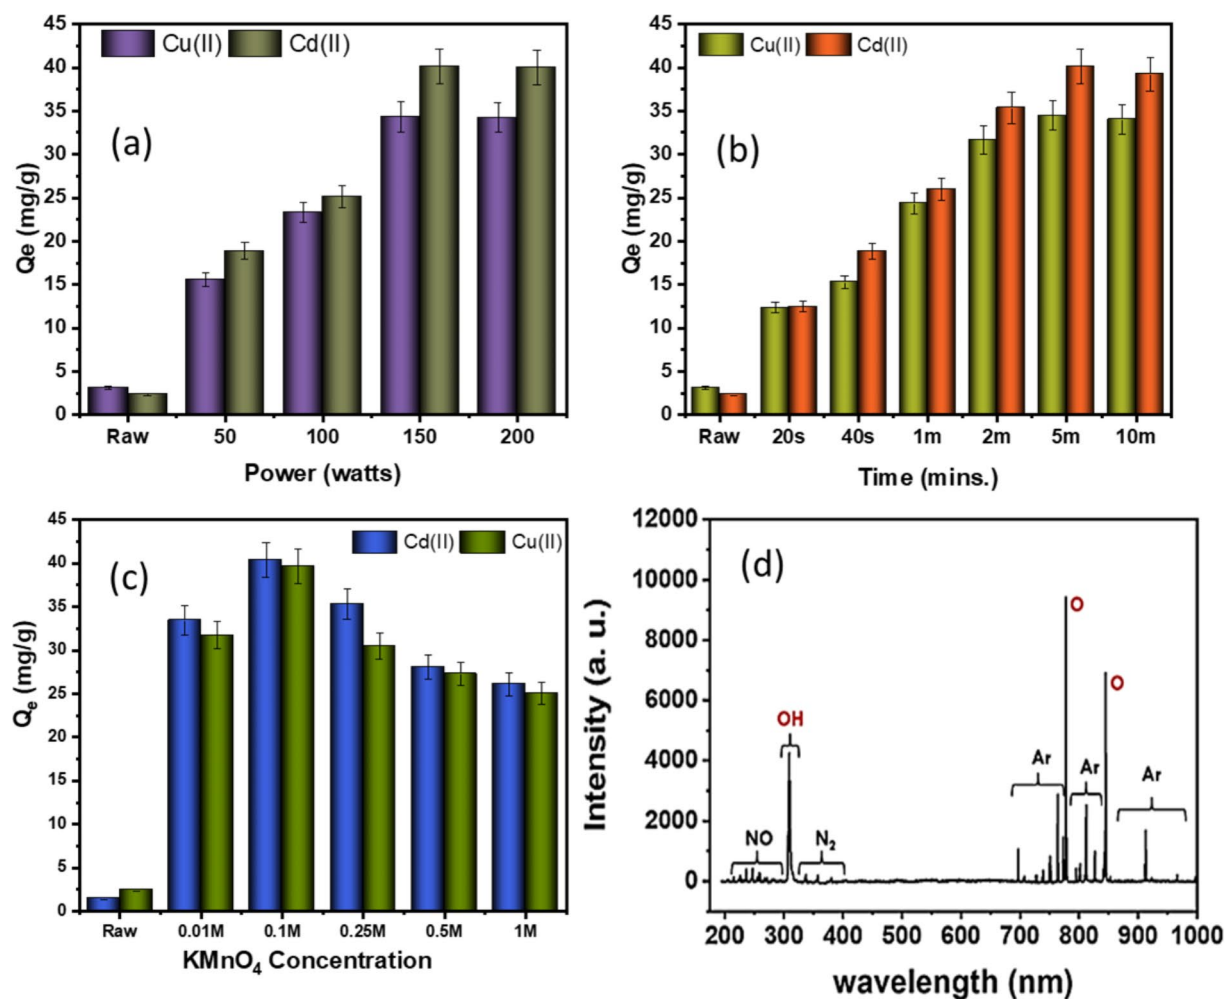 45
40
35
30
25
20
15
10
5
0
Qe (mg/g)
Cu(II) Cd(II)
(a)
Raw 50 100 150 200
Power (watts)
45
40
35
30
25
20
15
10
5
0
Qe (mg/g)
Cu(II) Cd(II)
(b)
Raw 20s 40s 1m 2m 5m 10m
Time (mins.)
45
40
35
30
25
20
15
10
5
0
Qₑ (mg/g)
Cd(II) Cu(II)
(c)
Raw 0.01M 0.1M 0.25M 0.5M 1M
KMnO₄ Concentration
12000
10000
8000
6000
4000
2000
0
Intensity (a. u.)
(d)
O
O
OH
Ar
Ar
Ar
NO
N₂
200 300 400 500 600 700 800 900 1000
wavelength (nm)